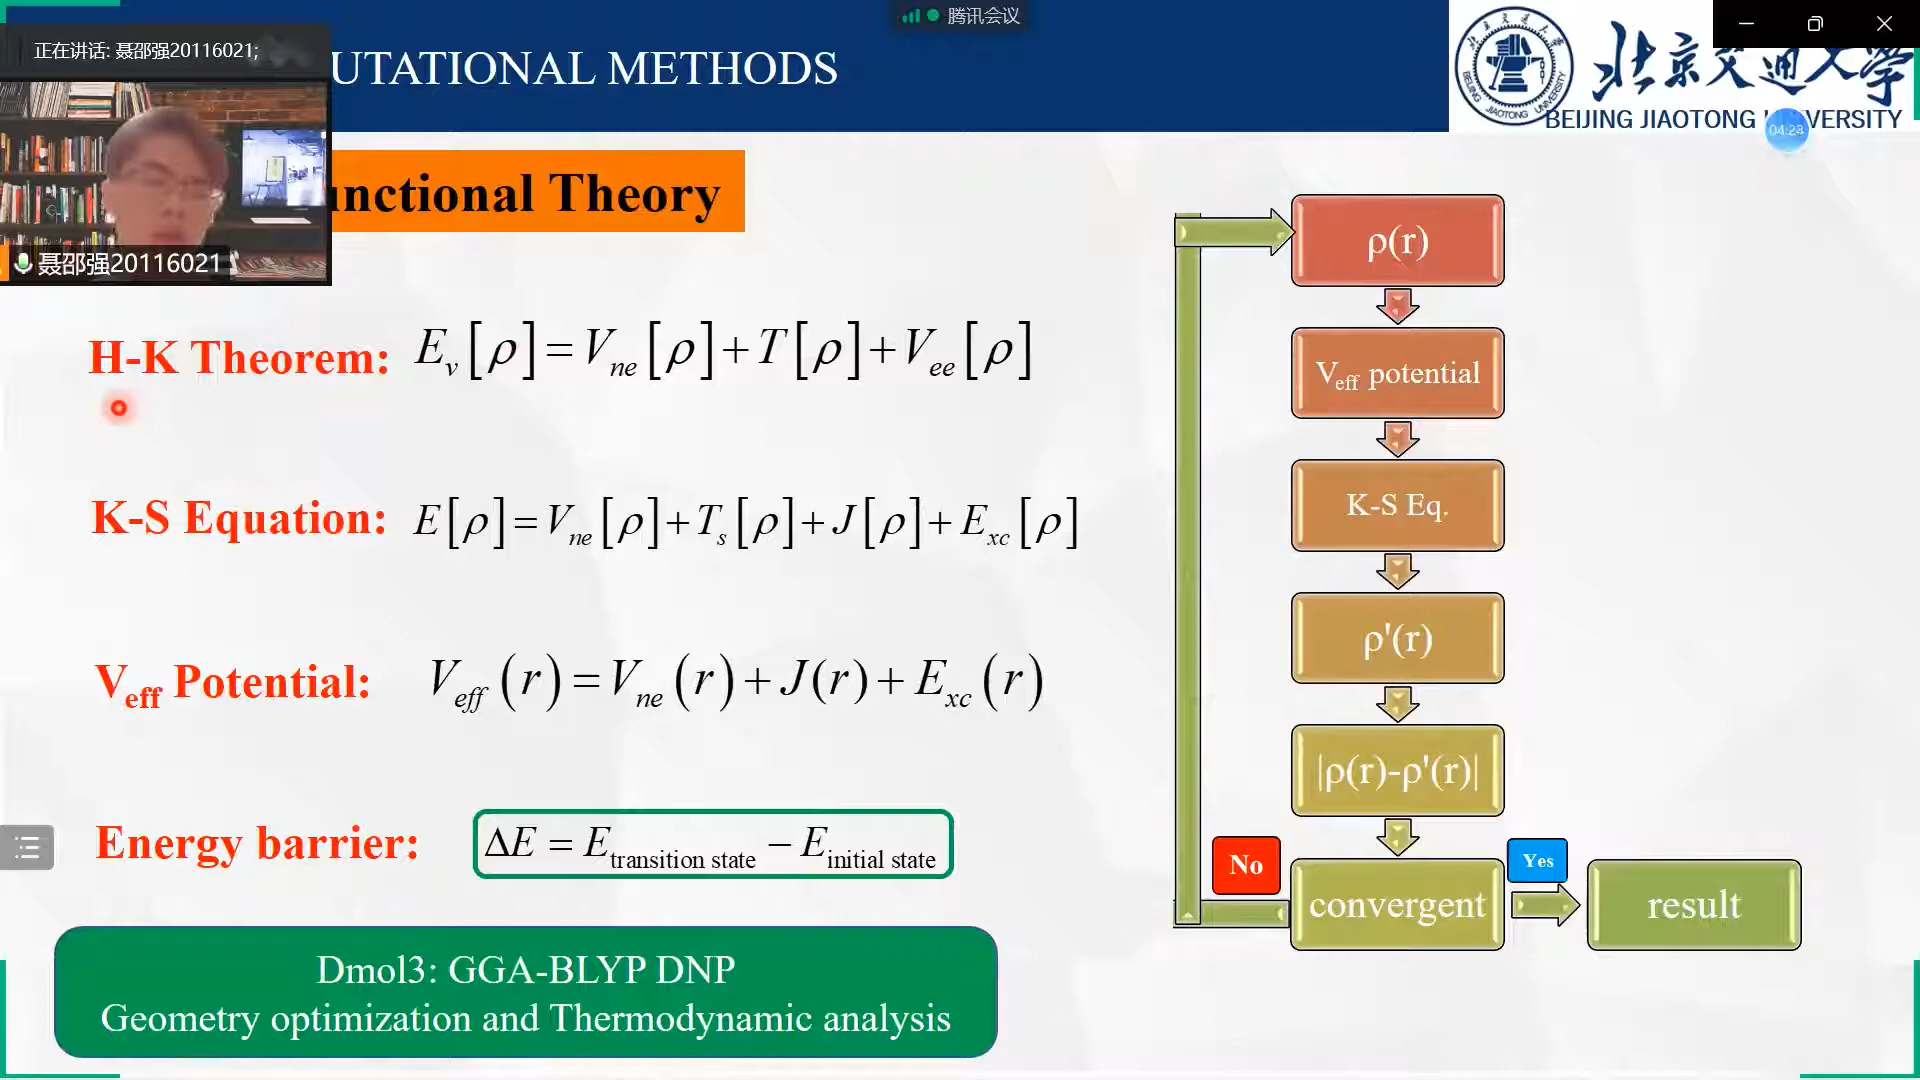 腾讯会议
正在讲话: 聂邵强20116021;
UTATIONAL METHODS
北京交通大学
BEIJING JIAOTONG
VERSITY
04:28
nctional Theory
聂邵强20116021
H-K Theorem: E_v[ρ]=V_ne[ρ]+T[ρ]+V_ee[ρ]
K-S Equation: E[ρ]=V_ne[ρ]+T_s[ρ]+J[ρ]+E_xc[ρ]
V_eff Potential: V_eff(r)=V_ne(r)+J(r)+E_xc(r)
Energy barrier: ΔE = E_transition state − E_initial state
Dmol3: GGA-BLYP DNP
Geometry optimization and Thermodynamic analysis
ρ(r)
V_eff potential
K-S Eq.
ρ'(r)
|ρ(r)-ρ'(r)|
No
convergent
Yes
result